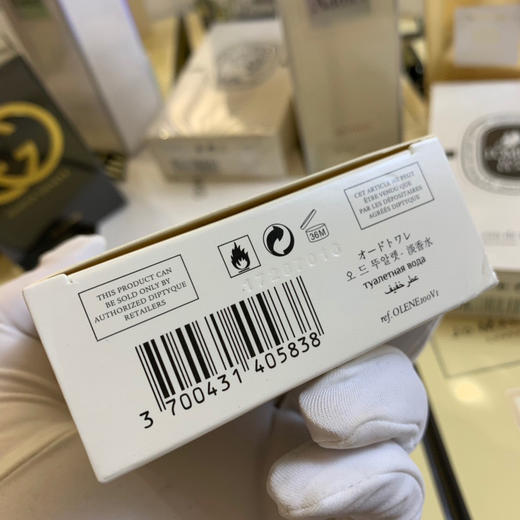 THIS PRODUCT CAN
BE SOLD ONLY BY
AUTHORIZED DIPTYQUE
RETAILERS
36M
CET ARTICLE NE PEUT
ÊTRE VENDU QUE
PAR LES DÉPOSITAIRES
AGRÉÉS DIPTYQUE
オードトワレ
오 드 뚜알렛·淡香水
туалетная вода
عطر خفيف
ref. OLENE100V1
3 700431 405838